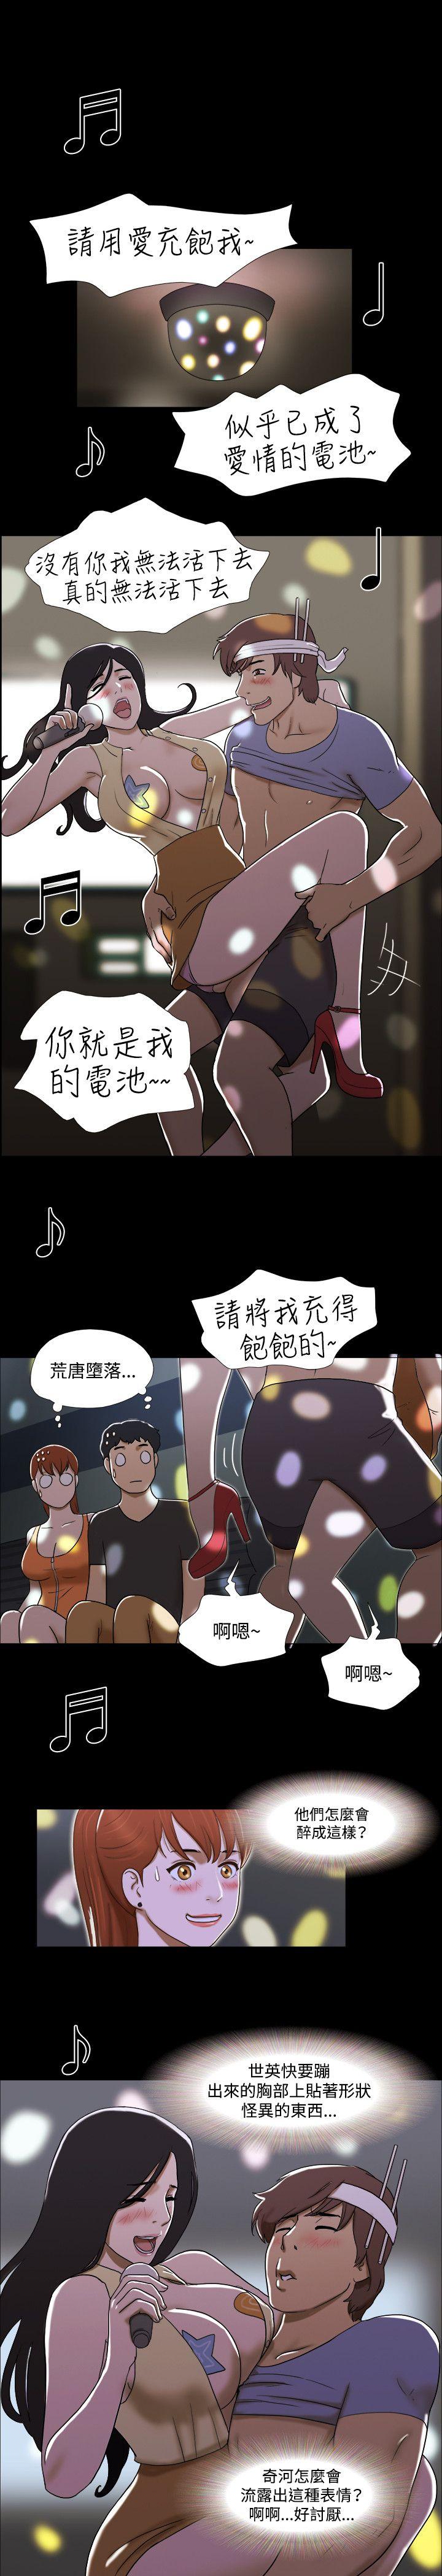 請用愛充飽我~
似乎已成了
愛情的電池~
沒有你我無法活下去
真的無法活下去
你就是我
的電池~~
請將我充得
飽飽的~
荒唐墮落...
啊嗯~
啊嗯~
他們怎麼會
醉成這樣?
世英快要蹦
出來的胸部上貼著形狀
怪異的東西...
奇河怎麼會
流露出這種表情?
啊啊...好討厭...